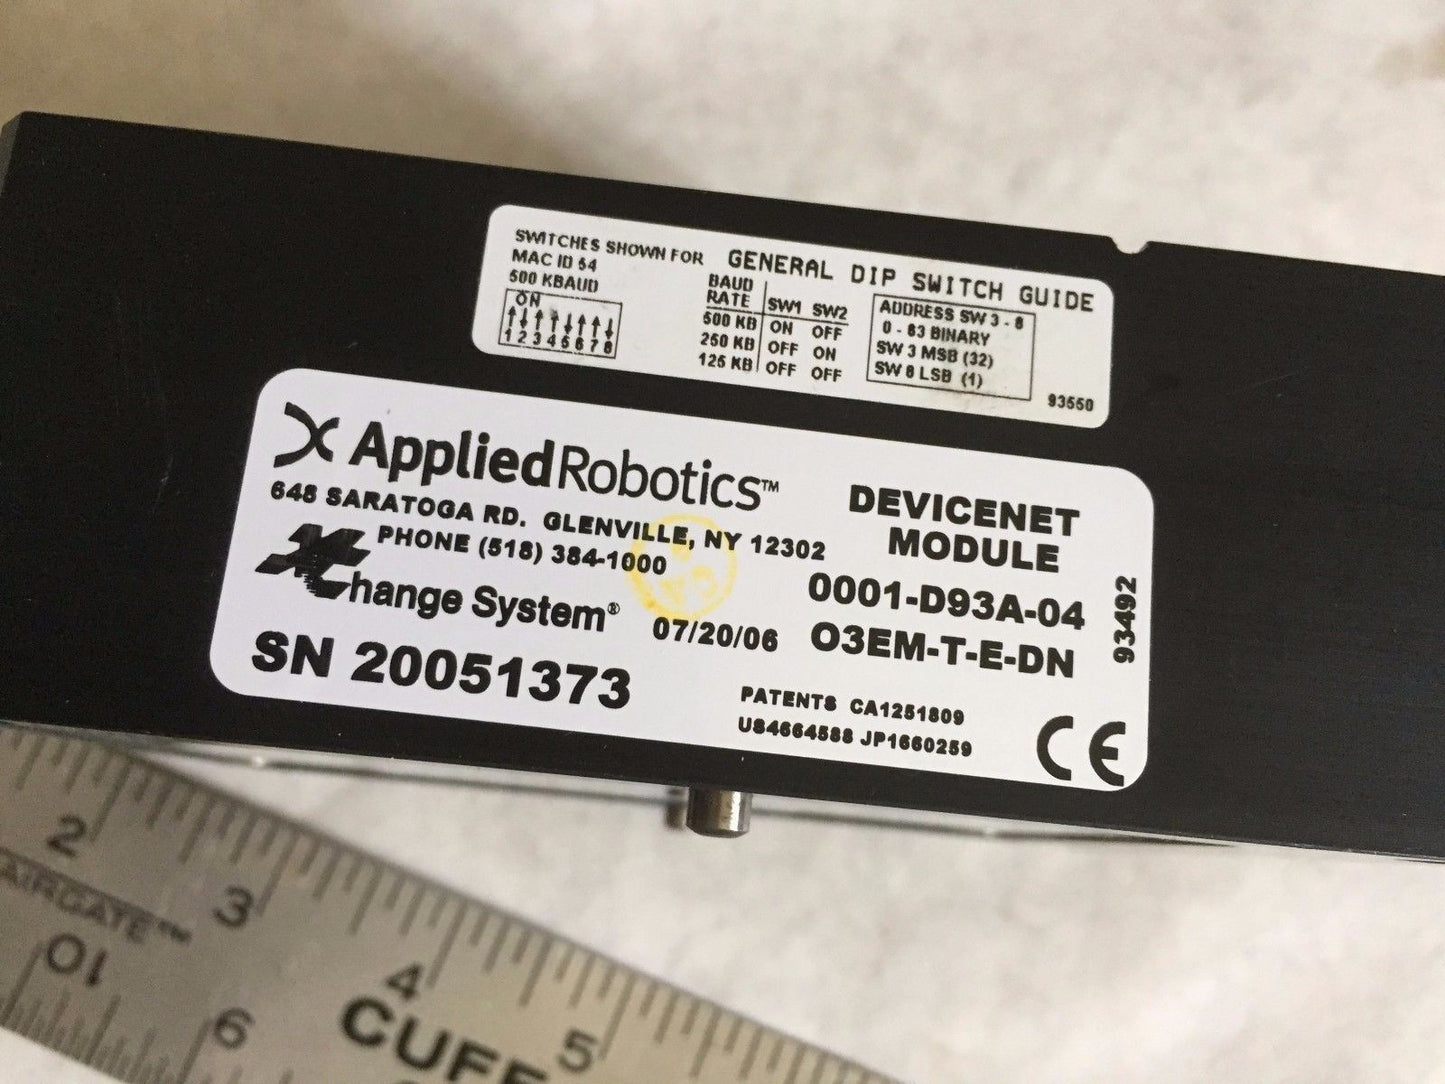 SWITCHES SHOWN FOR
MAC ID 54
500 KBAUD
ON
1 2 3 4 5 6 7 8
GENERAL DIP SWITCH GUIDE
BAUD RATE SW1 SW2
500 KB ON OFF
250 KB OFF ON
125 KB OFF OFF
ADDRESS SW 3 - 8
0 - 63 BINARY
SW 3 MSB (32)
SW 8 LSB (1)
93550
AppliedRobotics™
648 SARATOGA RD. GLENVILLE, NY 12302
PHONE (518) 384-1000
XChange System®
07/20/06
SN 20051373
DEVICENET
MODULE
0001-D93A-04
O3EM-T-E-DN
93492
PATENTS CA1251809
US4664588 JP1660259
CE
2 3 4 5
AIRGATE™
CUFF
10 6